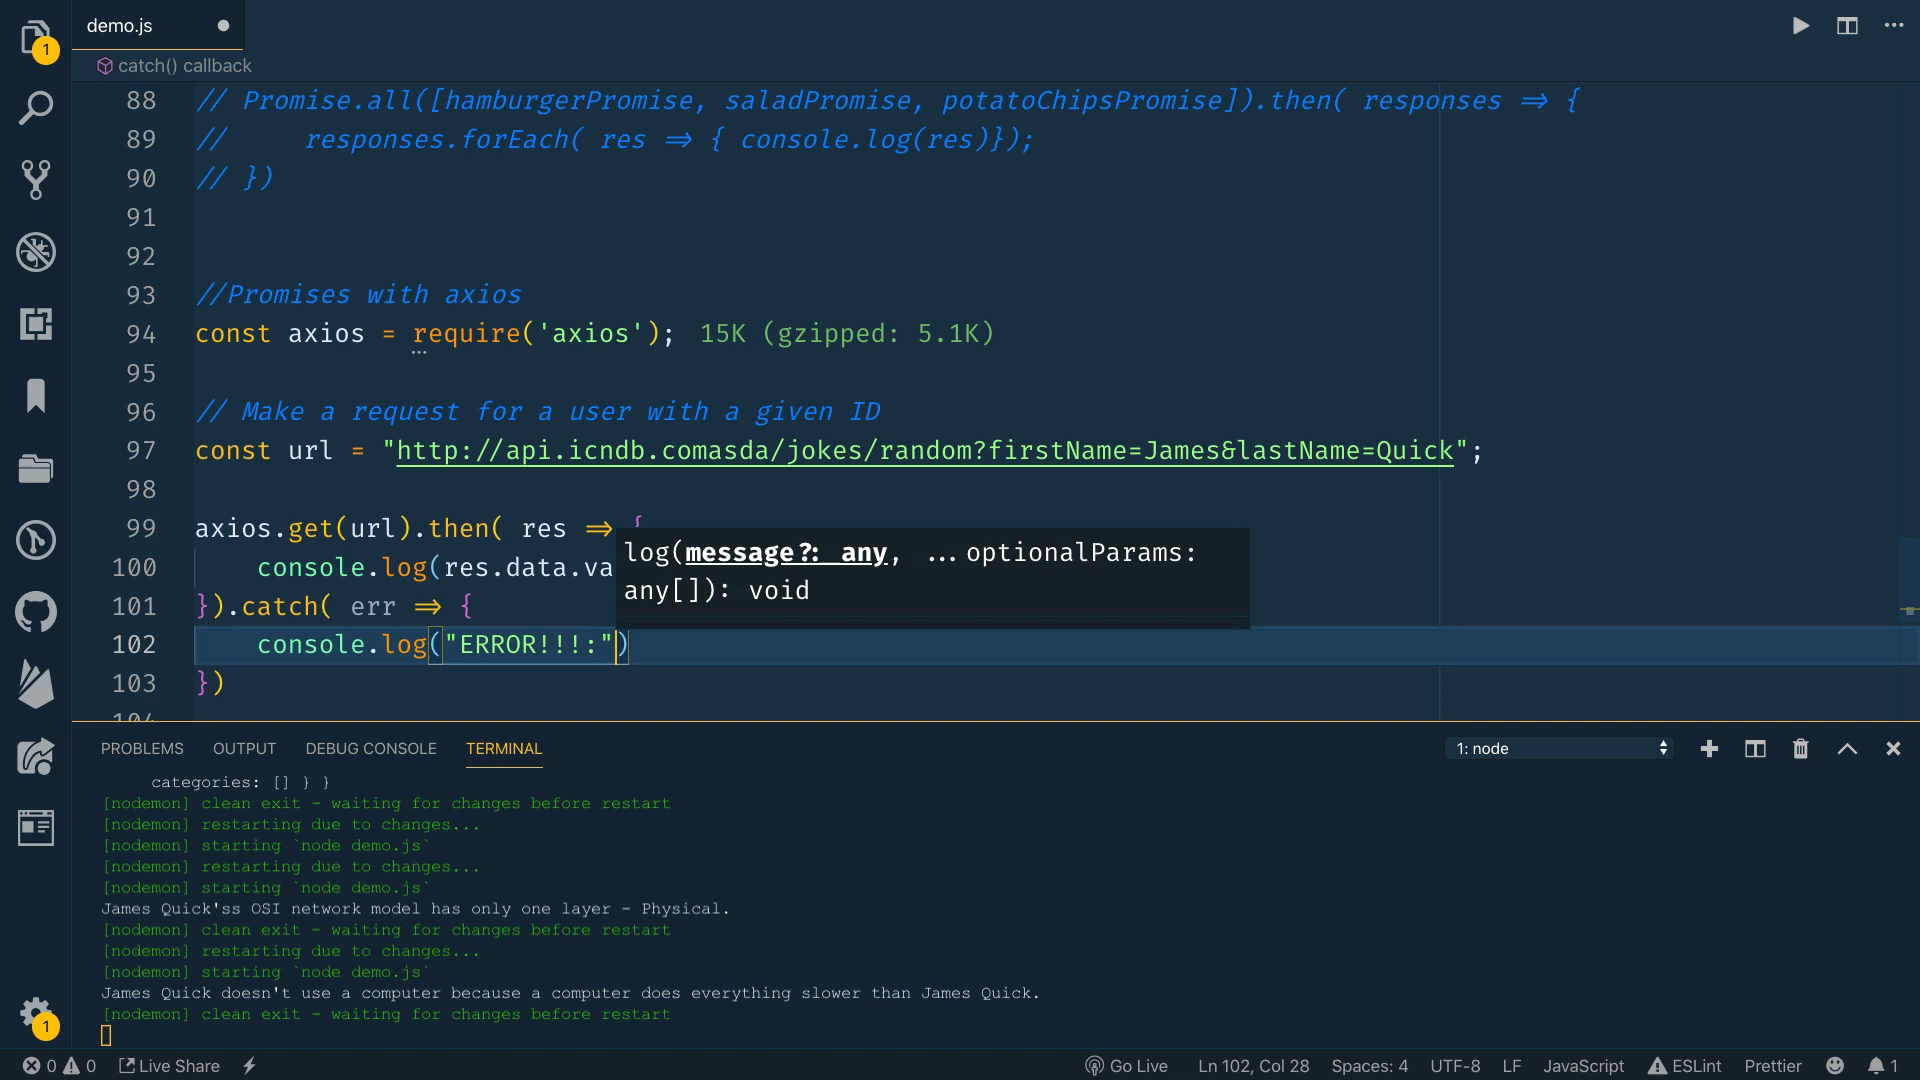 demo.js
1
catch() callback
88 // Promise.all([hamburgerPromise, saladPromise, potatoChipsPromise]).then( responses => {
89 //     responses.forEach( res => { console.log(res)});
90 // })
91
92
93 //Promises with axios
94 const axios = require('axios'); 15K (gzipped: 5.1K)
95
96 // Make a request for a user with a given ID
97 const url = "http://api.icndb.comasda/jokes/random?firstName=James&lastName=Quick";
98
99 axios.get(url).then( res => {
log(message?: any, ...optionalParams:
100     console.log(res.data.va
any[]): void
101 }).catch( err => {
102     console.log("ERROR!!!:")
103 })
104
PROBLEMS OUTPUT DEBUG CONSOLE TERMINAL 1: node
categories: [] } }
[nodemon] clean exit - waiting for changes before restart
[nodemon] restarting due to changes...
[nodemon] starting `node demo.js`
[nodemon] restarting due to changes...
[nodemon] starting `node demo.js`
James Quick'ss OSI network model has only one layer - Physical.
[nodemon] clean exit - waiting for changes before restart
[nodemon] restarting due to changes...
[nodemon] starting `node demo.js`
James Quick doesn't use a computer because a computer does everything slower than James Quick.
[nodemon] clean exit - waiting for changes before restart
1
0 0 Live Share Go Live Ln 102, Col 28 Spaces: 4 UTF-8 LF JavaScript ESLint Prettier 1